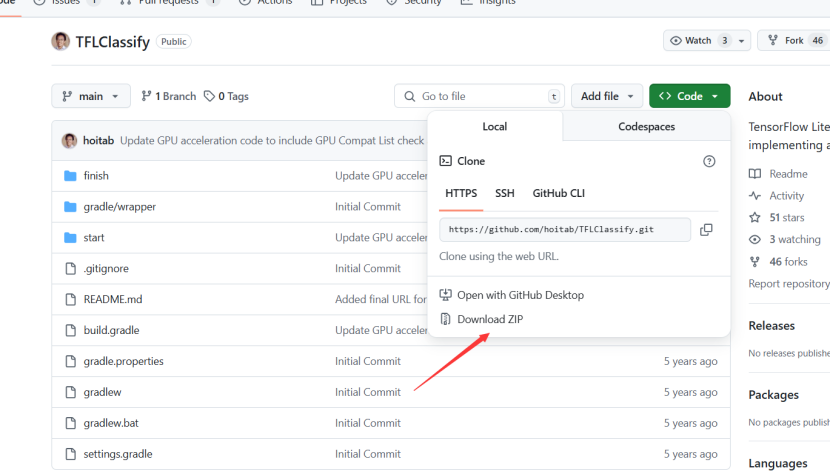 Issues 1 Pull requests 1 Actions Projects Security Insights
TFLClassify Public Watch 3 Fork 46
main 1 Branch 0 Tags Go to file t Add file Code About
Local Codespaces
TensorFlow Lite
implementing a
hoitab Update GPU acceleration code to include GPU Compat List check
Clone
finish Update GPU acceler
Readme
HTTPS SSH GitHub CLI
Activity
gradle/wrapper Initial Commit
51 stars
https://github.com/hoitab/TFLClassify.git
start Update GPU acceler
3 watching
Clone using the web URL.
46 forks
.gitignore Initial Commit
Report repository
Open with GitHub Desktop
README.md Added final URL for
Download ZIP
Releases
build.gradle Update GPU acceler
No releases publishe
gradle.properties Initial Commit 5 years ago
gradlew Initial Commit 5 years ago
Packages
gradlew.bat Initial Commit 5 years ago
No packages publish
settings.gradle Initial Commit 5 years ago
Languages